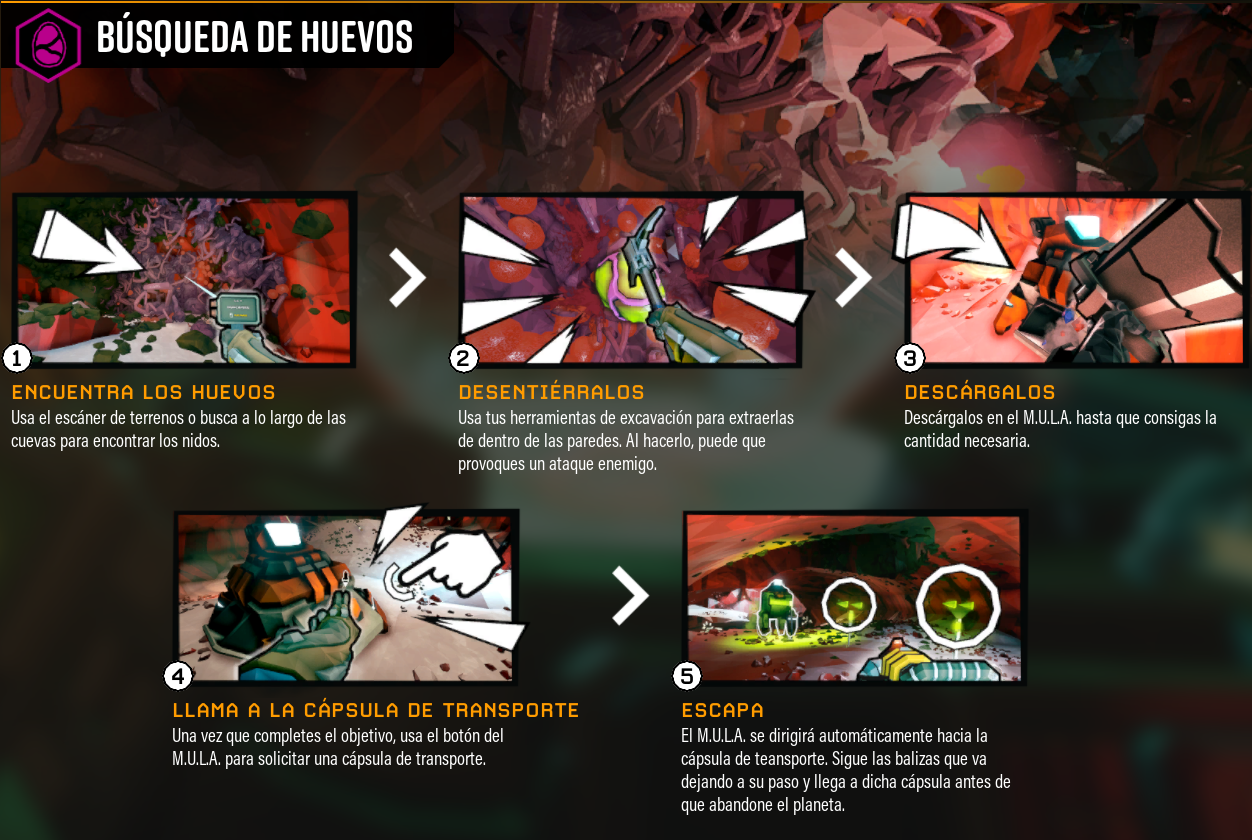 BÚSQUEDA DE HUEVOS
1
ENCUENTRA LOS HUEVOS
Usa el escáner de terrenos o busca a lo largo de las
cuevas para encontrar los nidos.
2
DESENTIÉRRALOS
Usa tus herramientas de excavación para extraerlas
de dentro de las paredes. Al hacerlo, puede que
provoques un ataque enemigo.
3
DESCÁRGALOS
Descárgalos en el M.U.L.A. hasta que consigas la
cantidad necesaria.
4
LLAMA A LA CÁPSULA DE TRANSPORTE
Una vez que completes el objetivo, usa el botón del
M.U.L.A. para solicitar una cápsula de transporte.
5
ESCAPA
El M.U.L.A. se dirigirá automáticamente hacia la
cápsula de teansporte. Sigue las balizas que va
dejando a su paso y llega a dicha cápsula antes de
que abandone el planeta.